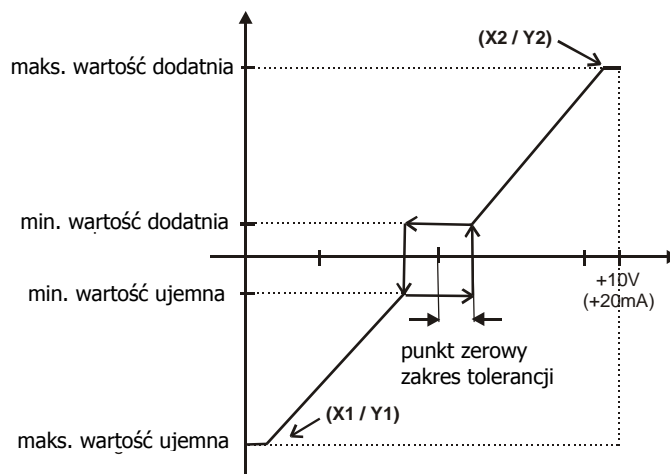 (X2 / Y2)
maks. wartość dodatnia
min. wartość dodatnia
min. wartość ujemna
+10V
(+20mA)
punkt zerowy
zakres tolerancji
(X1 / Y1)
maks. wartość ujemna